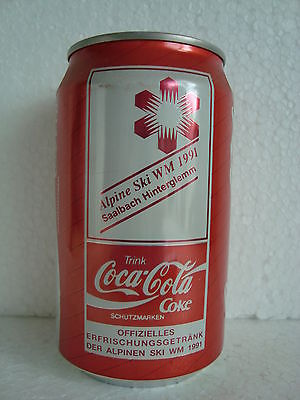 Alpine Ski WM 1991
Saalbach Hinterglemm
Trink
Coca-Cola
Coke
SCHUTZMARKEN
OFFIZIELLES
ERFRISCHUNGSGETRÄNK
DER ALPINEN SKI WM 1991